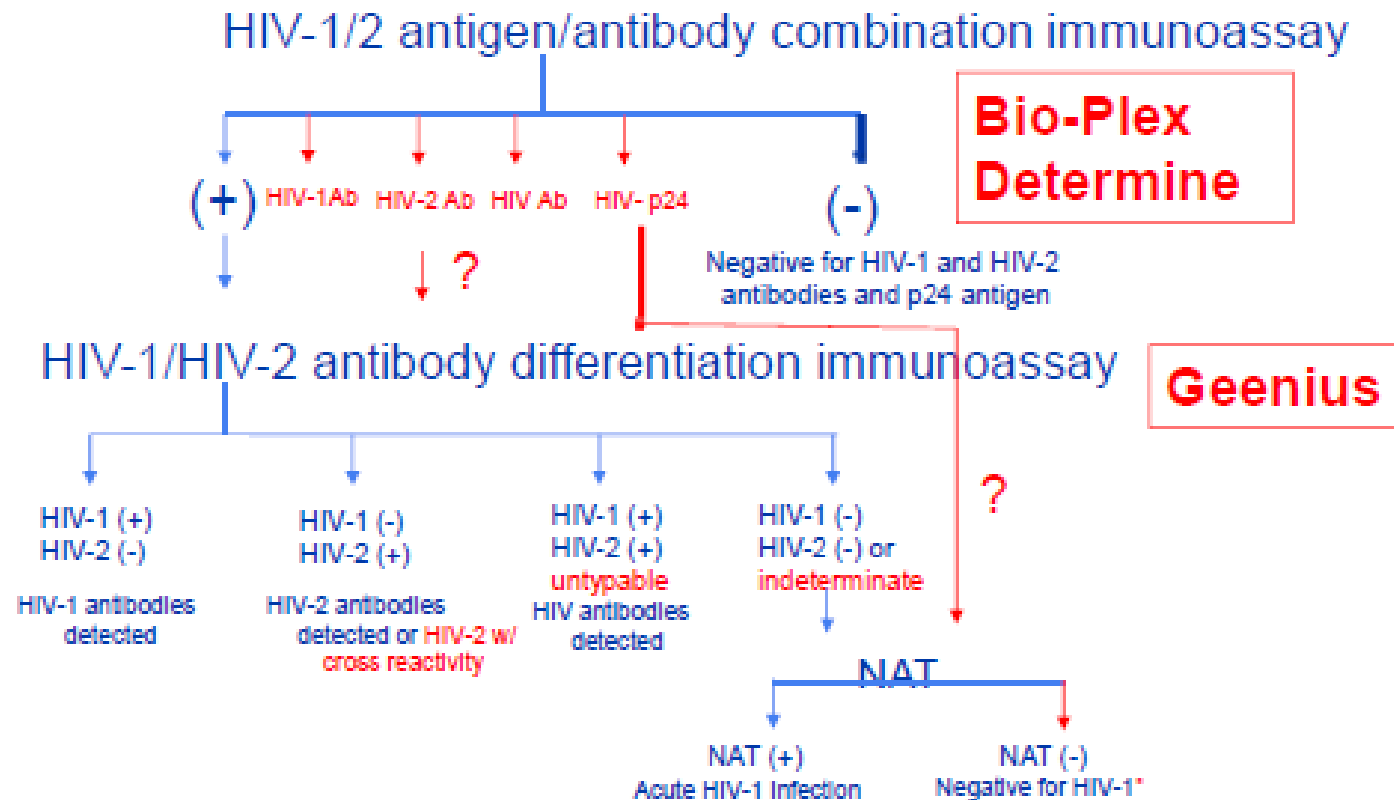 HIV-1/2 antigen/antibody combination immunoassay
Bio-Plex
Determine
(+)
HIV-1Ab
HIV-2 Ab
HIV Ab
HIV- p24
(-)
?
Negative for HIV-1 and HIV-2
antibodies and p24 antigen
HIV-1/HIV-2 antibody differentiation immunoassay
Geenius
?
HIV-1 (+)
HIV-2 (-)
HIV-1 antibodies
detected
HIV-1 (-)
HIV-2 (+)
HIV-2 antibodies
detected or HIV-2 w/
cross reactivity
HIV-1 (+)
HIV-2 (+)
untypable
HIV antibodies
detected
HIV-1 (-)
HIV-2 (-) or
indeterminate
NAT
NAT (+)
Acute HIV-1 Infection
NAT (-)
Negative for HIV-1*